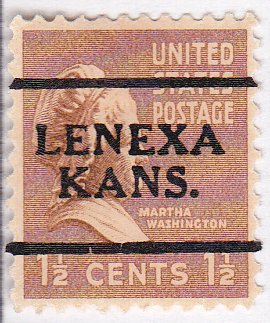 UNITED
STATES
POSTAGE
LENEXA
KANS.
MARTHA
WASHINGTON
1½ CENTS 1½